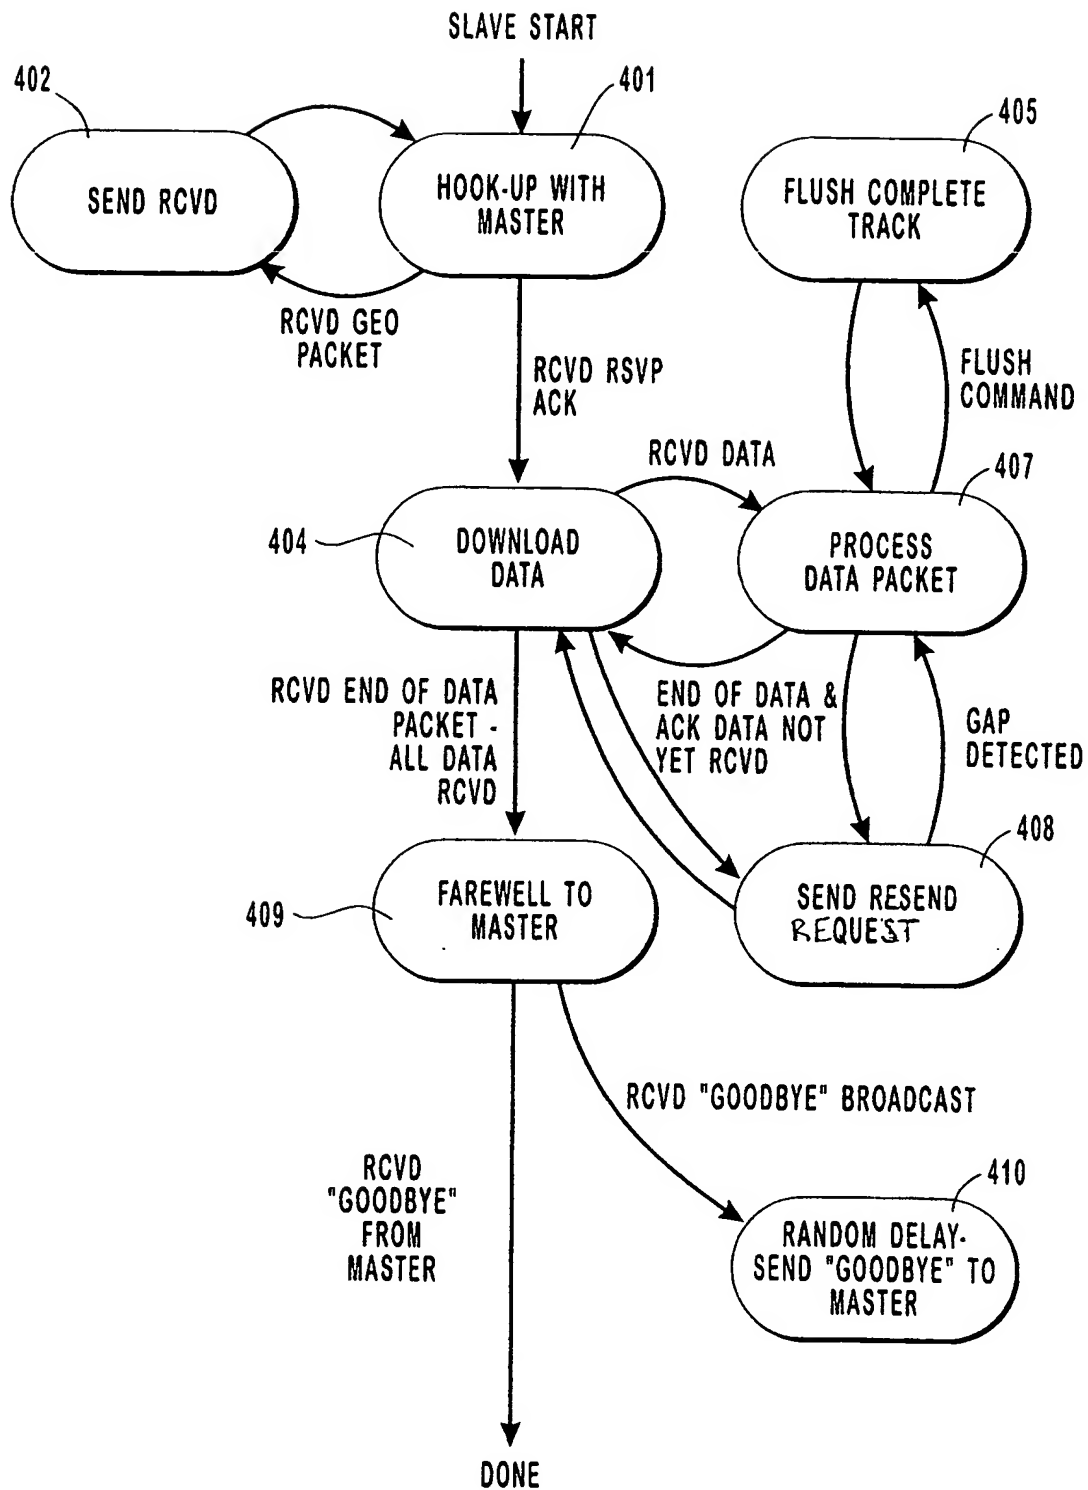 SLAVE START
402
401
405
SEND RCVD
HOOK-UP WITH
MASTER
FLUSH COMPLETE
TRACK
RCVD GEO
PACKET
RCVD RSVP
ACK
FLUSH
COMMAND
RCVD DATA
407
404
DOWNLOAD
DATA
PROCESS
DATA PACKET
RCVD END OF DATA
PACKET -
ALL DATA
RCVD
END OF DATA &
ACK DATA NOT
YET RCVD
GAP
DETECTED
408
409
FAREWELL TO
MASTER
SEND RESEND
REQUEST
RCVD "GOODBYE" BROADCAST
RCVD
"GOODBYE"
FROM
MASTER
410
RANDOM DELAY-
SEND "GOODBYE" TO
MASTER
DONE